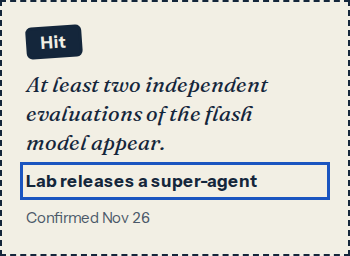 Hit
At least two independent
evaluations of the flash
model appear.
Lab releases a super-agent
Confirmed Nov 26